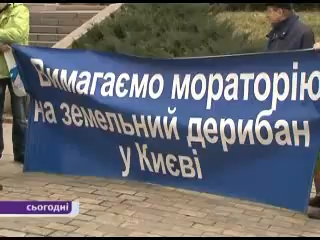 Вимагаємо мораторію
на земельний дерибан
у Києві
сьогодні